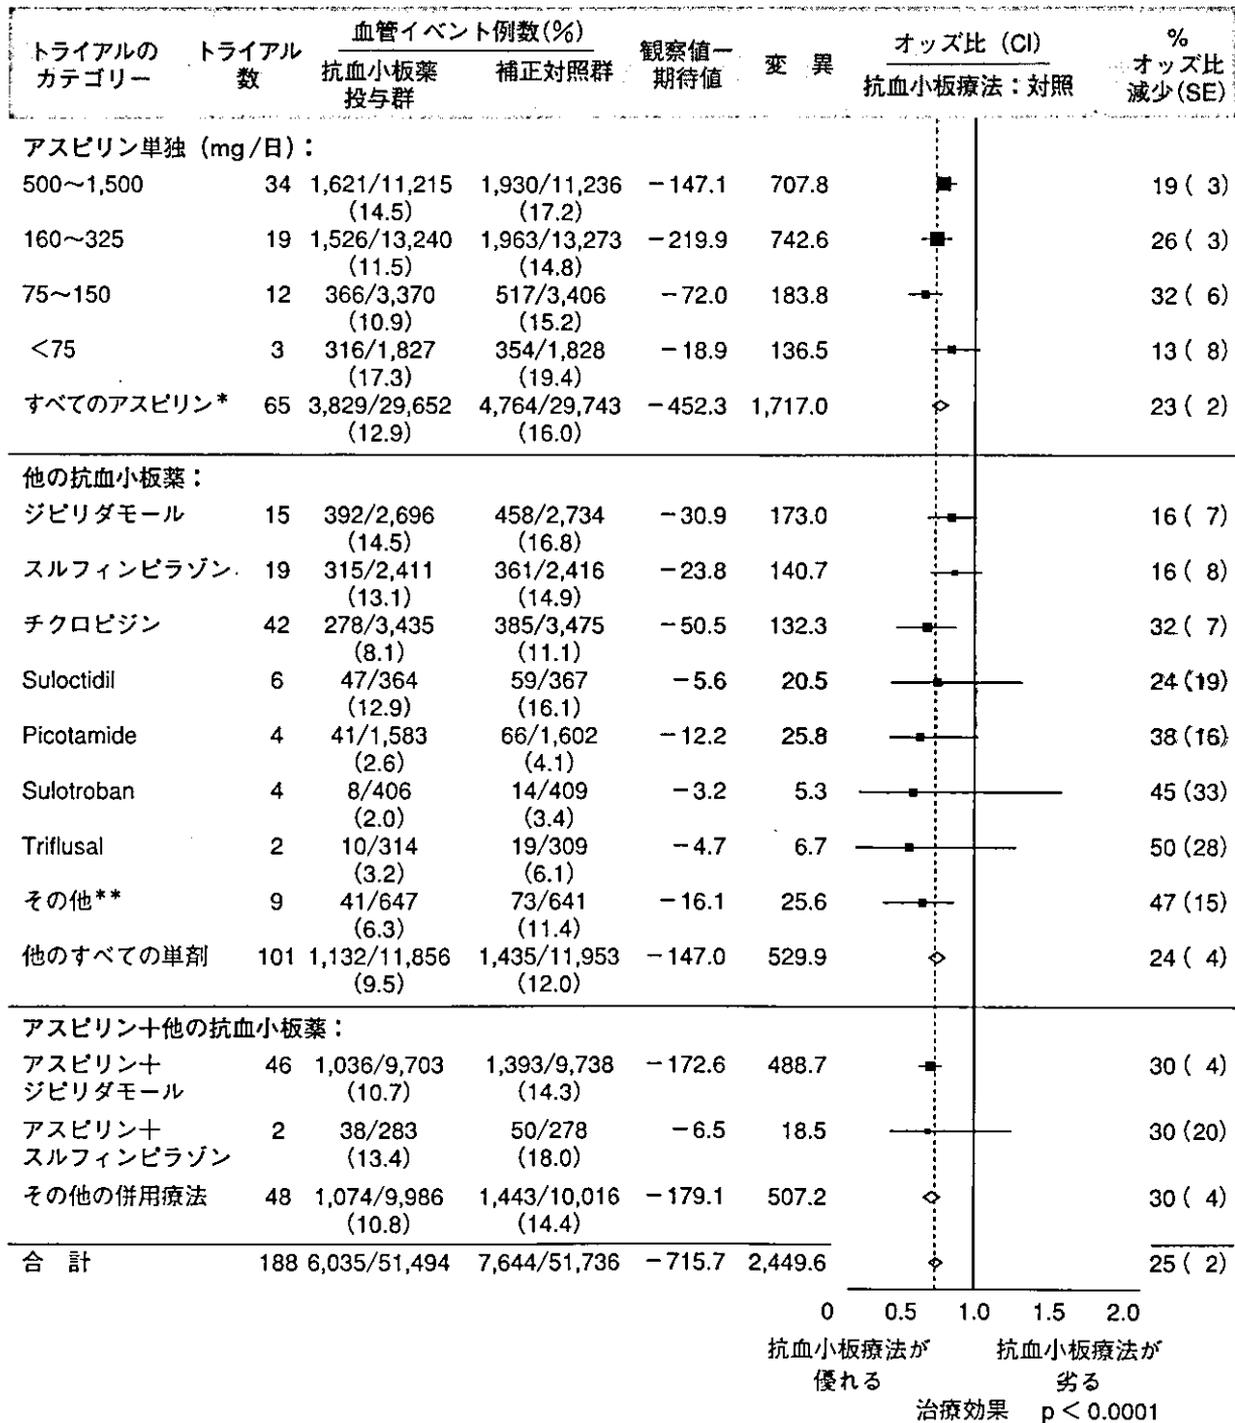 トライアルの トライアル 血管イベント例数(%) 観察値ー 変 異 オッズ比 (CI) %
カテゴリー 数 抗血小板薬 補正対照群 期待値 抗血小板療法：対照 オッズ比
投与群 減少(SE)
アスピリン単独 (mg/日)：
500〜1,500 34 1,621/11,215 1,930/11,236 −147.1 707.8 19 ( 3)
(14.5) (17.2)
160〜325 19 1,526/13,240 1,963/13,273 −219.9 742.6 26 ( 3)
(11.5) (14.8)
75〜150 12 366/3,370 517/3,406 −72.0 183.8 32 ( 6)
(10.9) (15.2)
<75 3 316/1,827 354/1,828 −18.9 136.5 13 ( 8)
(17.3) (19.4)
すべてのアスピリン* 65 3,829/29,652 4,764/29,743 −452.3 1,717.0 23 ( 2)
(12.9) (16.0)
他の抗血小板薬：
ジピリダモール 15 392/2,696 458/2,734 −30.9 173.0 16 ( 7)
(14.5) (16.8)
スルフィンピラゾン 19 315/2,411 361/2,416 −23.8 140.7 16 ( 8)
(13.1) (14.9)
チクロピジン 42 278/3,435 385/3,475 −50.5 132.3 32 ( 7)
(8.1) (11.1)
Suloctidil 6 47/364 59/367 −5.6 20.5 24 (19)
(12.9) (16.1)
Picotamide 4 41/1,583 66/1,602 −12.2 25.8 38 (16)
(2.6) (4.1)
Sulotroban 4 8/406 14/409 −3.2 5.3 45 (33)
(2.0) (3.4)
Triflusal 2 10/314 19/309 −4.7 6.7 50 (28)
(3.2) (6.1)
その他** 9 41/647 73/641 −16.1 25.6 47 (15)
(6.3) (11.4)
他のすべての単剤 101 1,132/11,856 1,435/11,953 −147.0 529.9 24 ( 4)
(9.5) (12.0)
アスピリン＋他の抗血小板薬：
アスピリン＋ 46 1,036/9,703 1,393/9,738 −172.6 488.7 30 ( 4)
ジピリダモール (10.7) (14.3)
アスピリン＋ 2 38/283 50/278 −6.5 18.5 30 (20)
スルフィンピラゾン (13.4) (18.0)
その他の併用療法 48 1,074/9,986 1,443/10,016 −179.1 507.2 30 ( 4)
(10.8) (14.4)
合 計 188 6,035/51,494 7,644/51,736 −715.7 2,449.6 25 ( 2)
0 0.5 1.0 1.5 2.0
抗血小板療法が 抗血小板療法が
優れる 劣る
治療効果 p < 0.0001